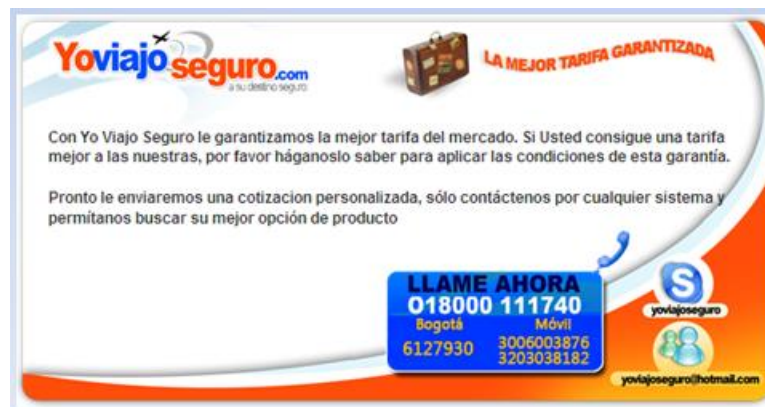 Yoviajoseguro.com
a su destino seguro
LA MEJOR TARIFA GARANTIZADA
Con Yo Viajo Seguro le garantizamos la mejor tarifa del mercado. Si Usted consigue una tarifa
mejor a las nuestras, por favor háganoslo saber para aplicar las condiciones de esta garantía.
Pronto le enviaremos una cotizacion personalizada, sólo contáctenos por cualquier sistema y
permítanos buscar su mejor opción de producto
LLAME AHORA
018000 111740
Bogotá Móvil
6127930 3006003876
3203038182
S
yoviajoseguro
yoviajoseguro@hotmail.com